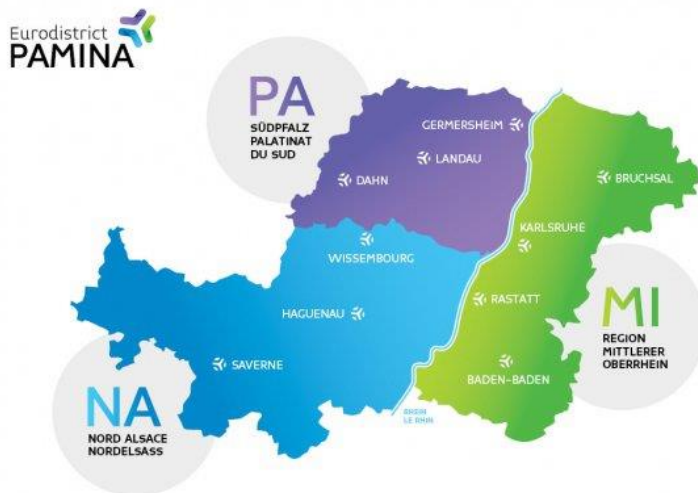 Eurodistrict
PAMINA
PA
SÜDPFALZ
PALATINAT
DU SUD
GERMERSHEIM
LANDAU
DAHN
BRUCHSAL
KARLSRUHE
WISSEMBOURG
HAGUENAU
RASTATT
MI
REGION
MITTLERER
OBERRHEIN
SAVERNE
BADEN-BADEN
NA
NORD ALSACE
NORDELSASS
RHEIN
LE RHIN